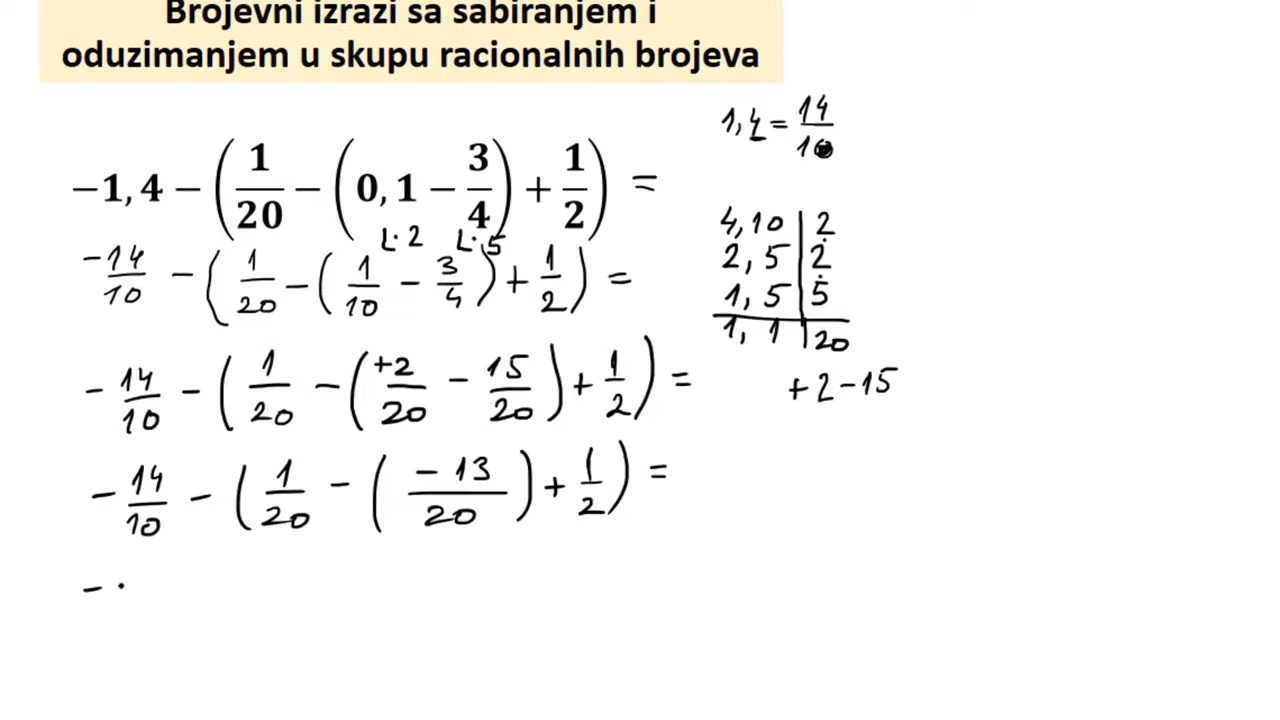 Brojevni izrazi sa sabiranjem i
oduzimanjem u skupu racionalnih brojeva
1,4 = 14/10
−1,4 − (1/20 − (0,1 − 3/4) + 1/2) =
L·2 L·5
-14/10 - (1/20 - (1/10 - 3/4) + 1/2) =
4,10 | 2
2,5 | 2
1,5 | 5
1,1 | 20
- 14/10 - (1/20 - (+2/20 - 15/20) + 1/2) =
+2-15
- 14/10 - (1/20 - (-13/20) + 1/2) =
- .